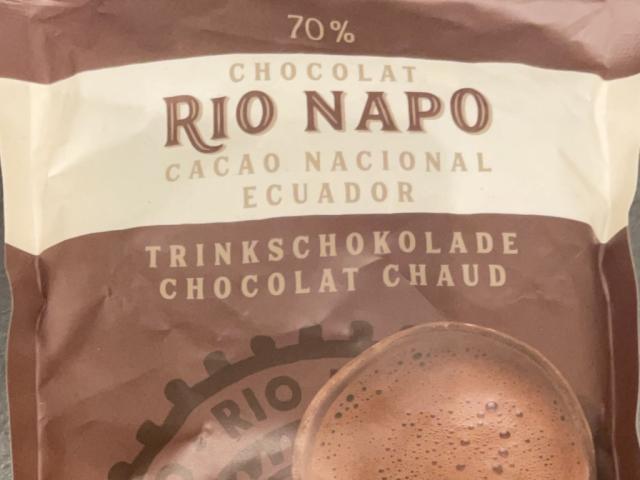 70%
CHOCOLAT
RIO NAPO
CACAO NACIONAL
ECUADOR
TRINKSCHOKOLADE
CHOCOLAT CHAUD
RIO